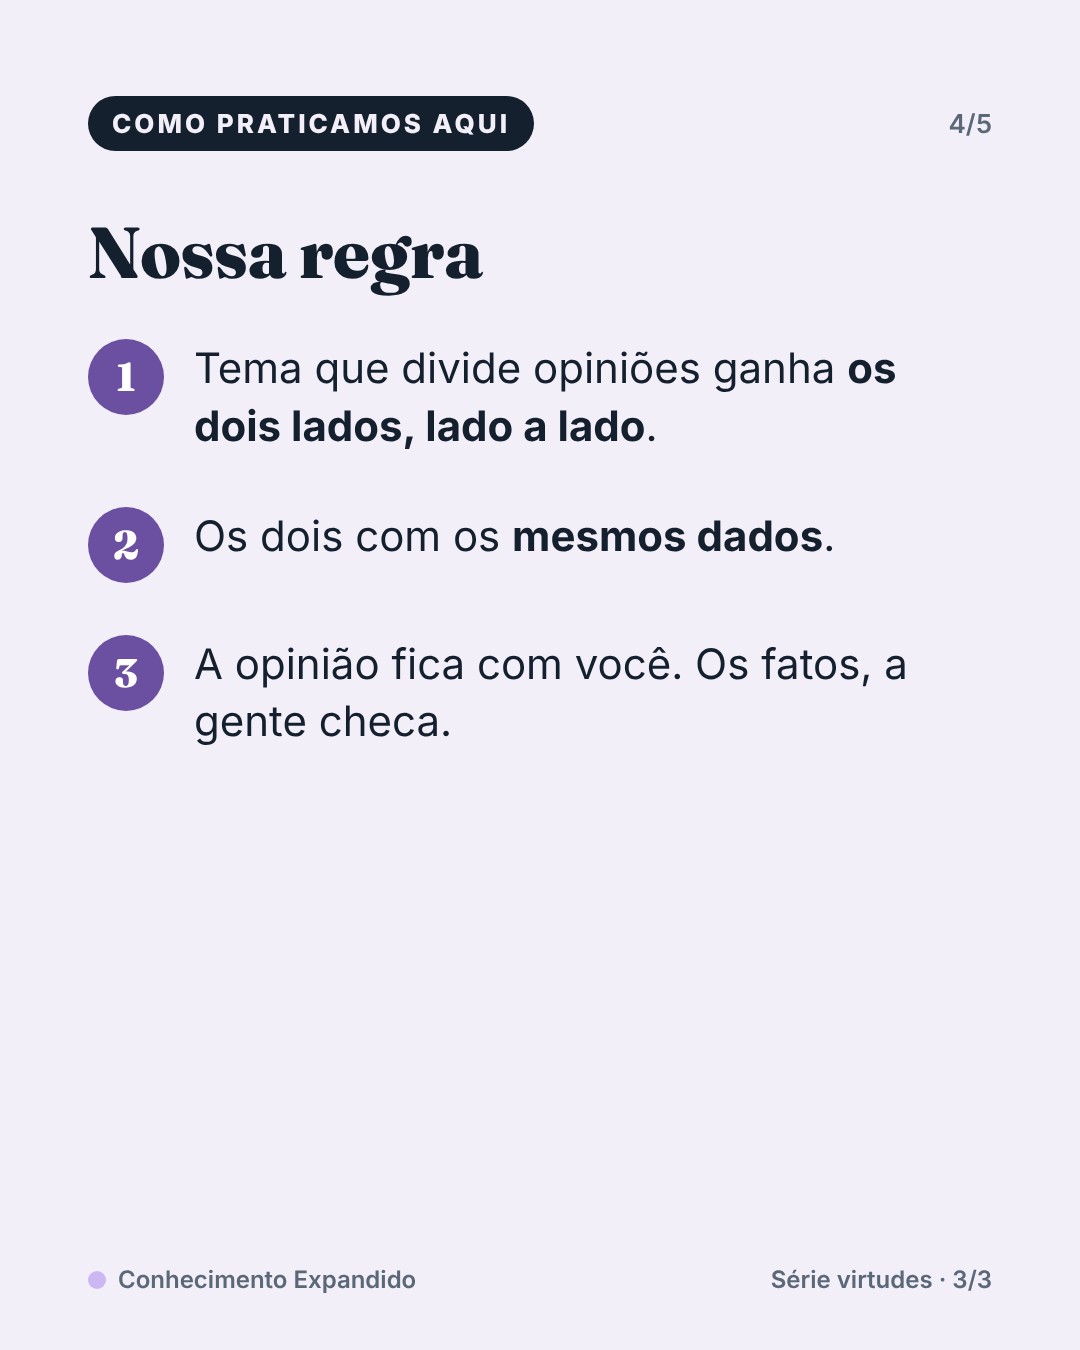 COMO PRATICAMOS AQUI
4/5
Nossa regra
1
Tema que divide opiniões ganha os
dois lados, lado a lado.
2
Os dois com os mesmos dados.
3
A opinião fica com você. Os fatos, a
gente checa.
Conhecimento Expandido
Série virtudes · 3/3